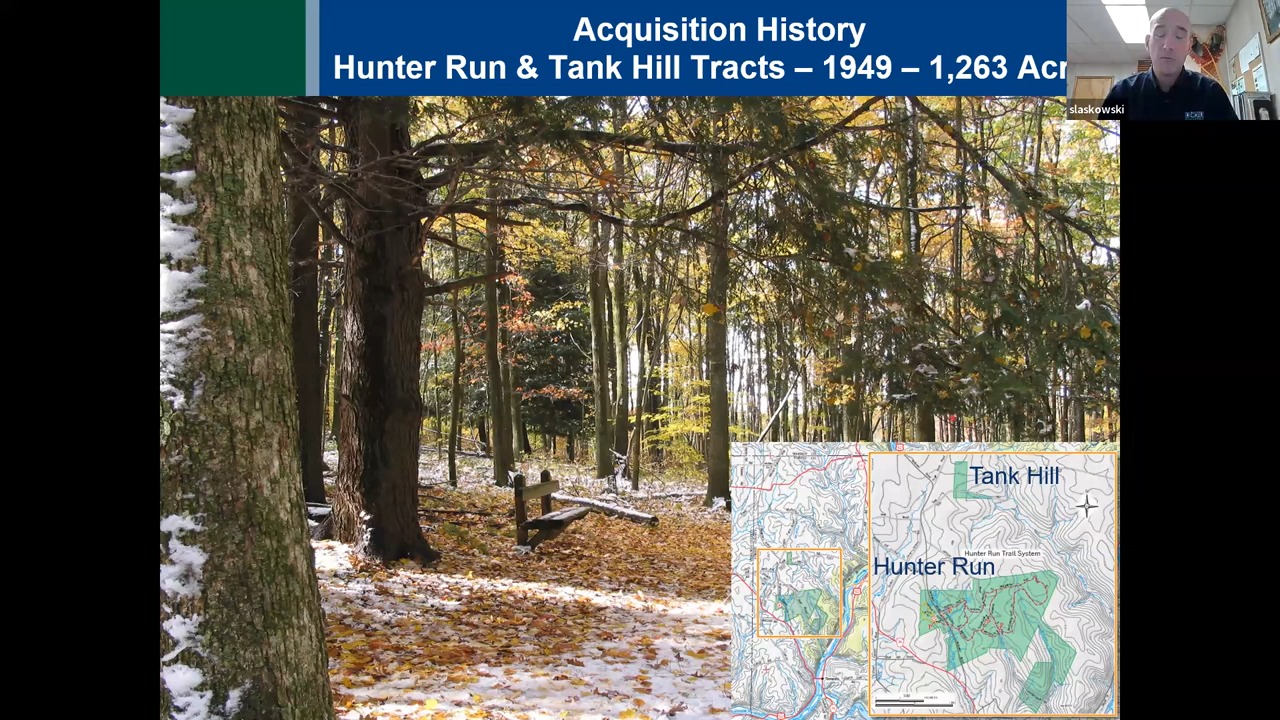 Acquisition History
Hunter Run & Tank Hill Tracts – 1949 – 1,263 Acr
slaskowski
Tank Hill
Hunter Run Trail System
Hunter Run